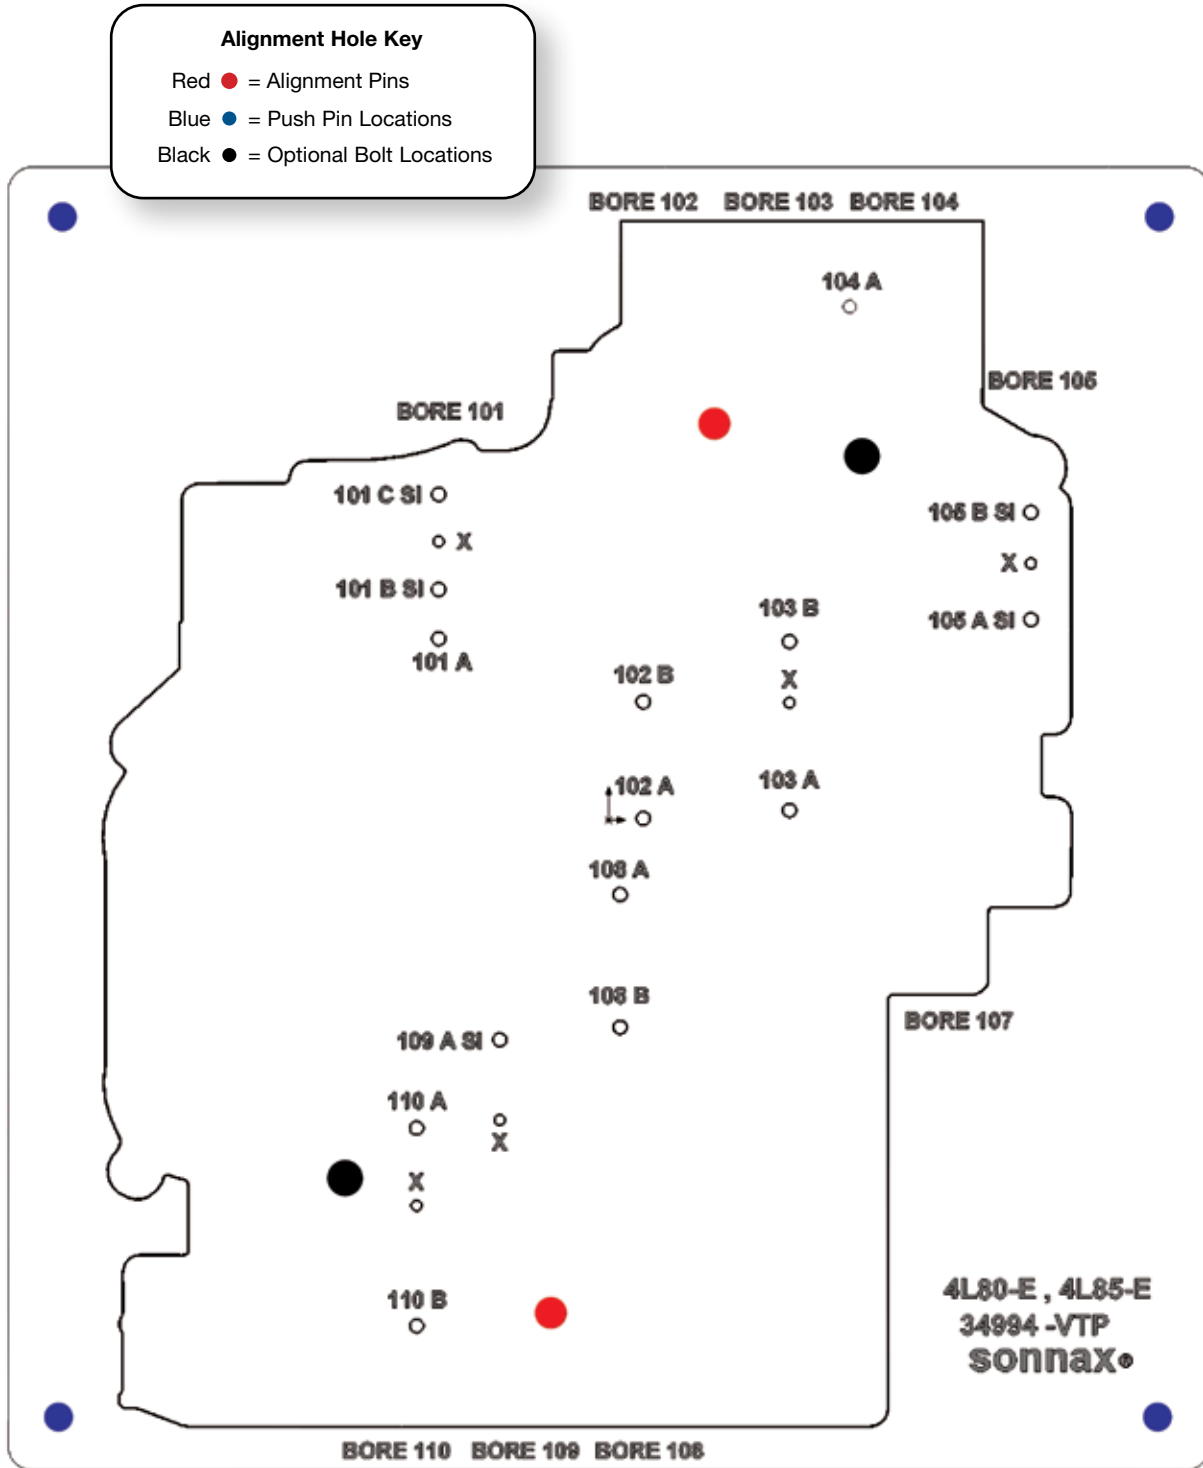 Alignment Hole Key
Red = Alignment Pins
Blue = Push Pin Locations
Black = Optional Bolt Locations
BORE 102 BORE 103 BORE 104
104 A
BORE 105
BORE 101
101 C SI
X
101 B SI
101 A
105 B SI
X
105 A SI
103 B
X
102 B
102 A
103 A
108 A
108 B
BORE 107
109 A SI
110 A
X
X
110 B
4L80-E , 4L85-E
34994 -VTP
sonnax®
BORE 110 BORE 109 BORE 108